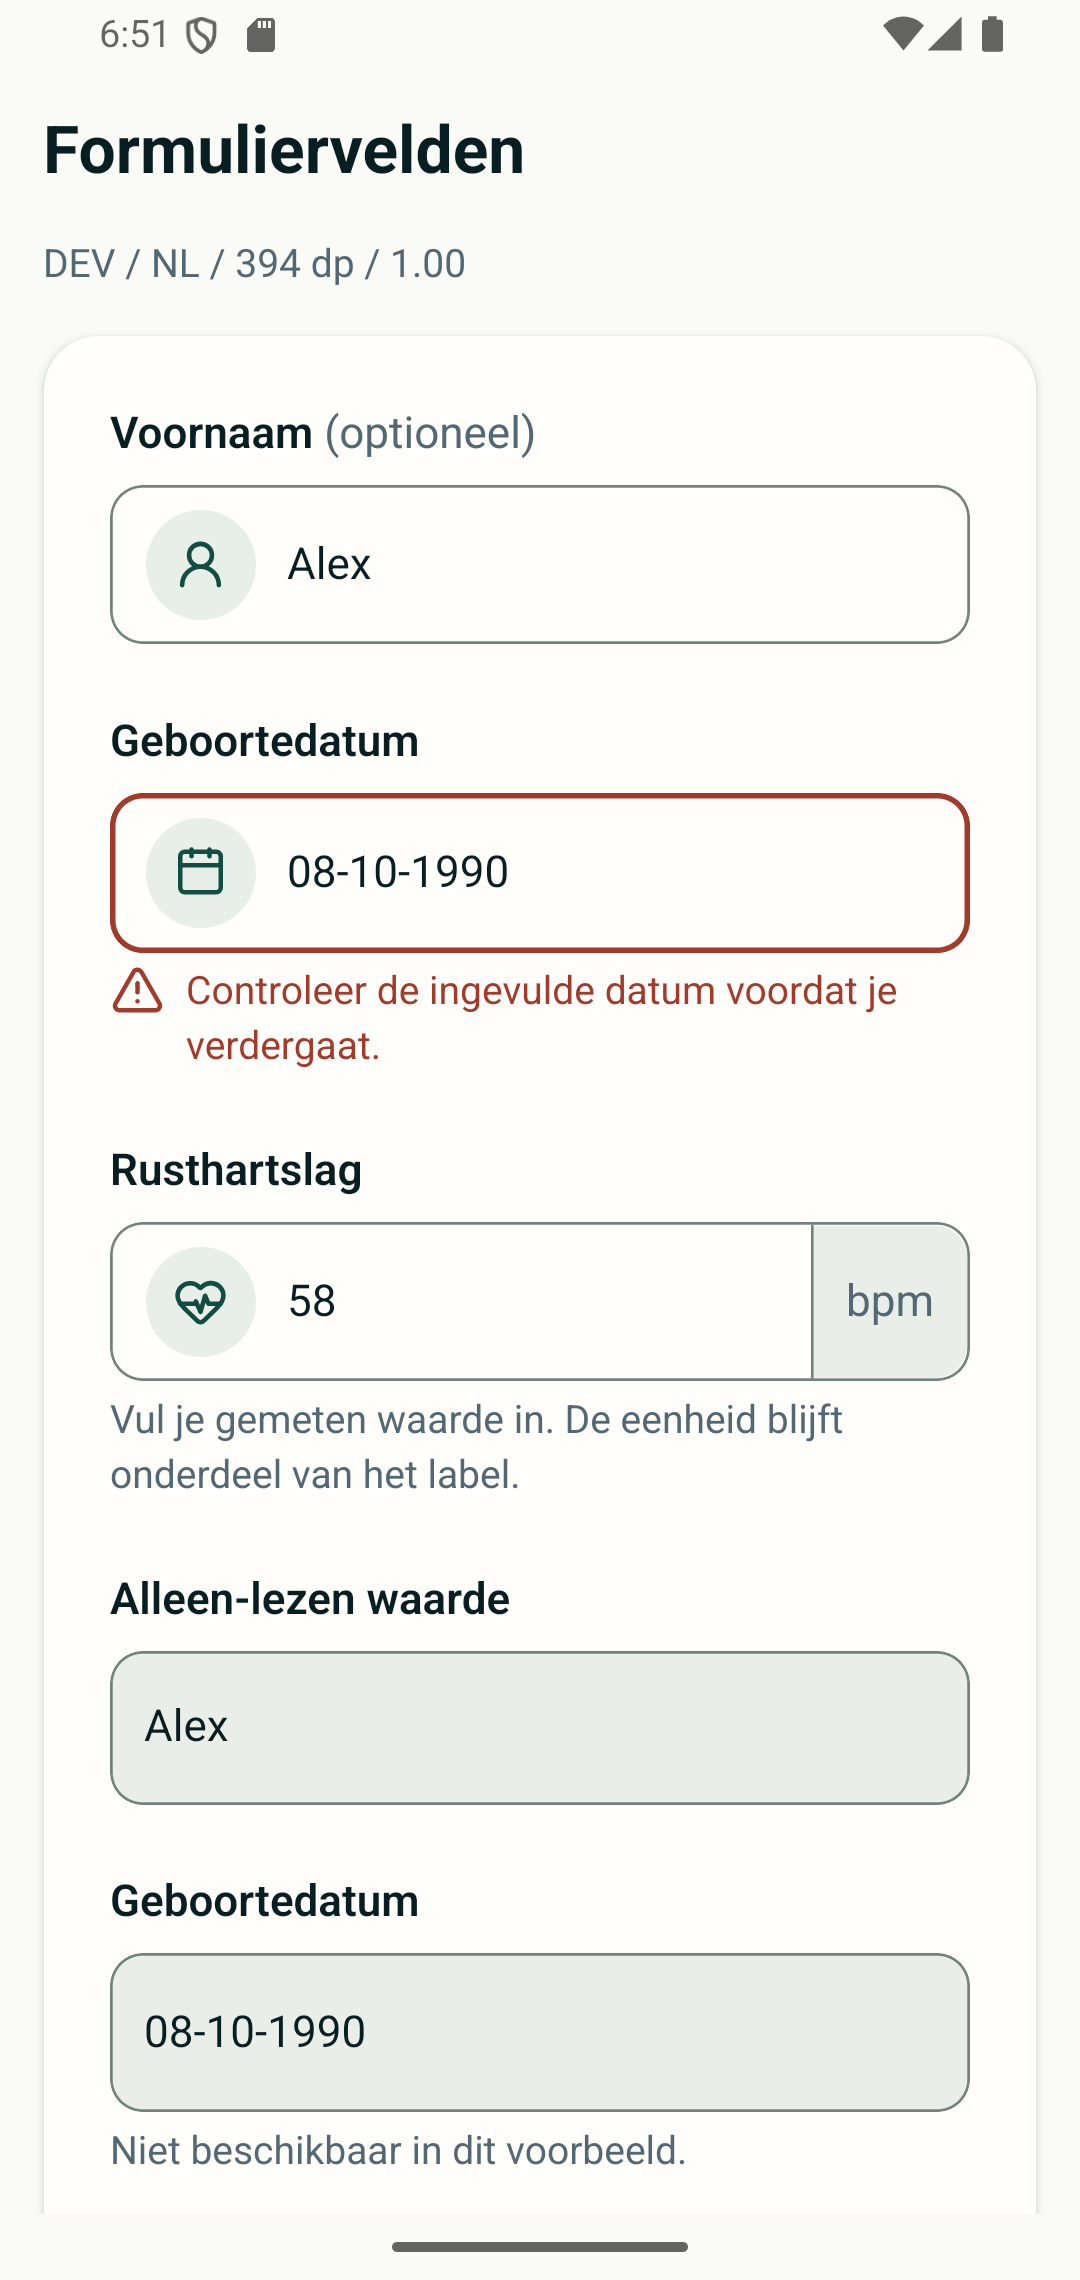 6:51
Formuliervelden
DEV / NL / 394 dp / 1.00
Voornaam (optioneel)
Alex
Geboortedatum
08-10-1990
Controleer de ingevulde datum voordat je
verdergaat.
Rusthartslag
58
bpm
Vul je gemeten waarde in. De eenheid blijft
onderdeel van het label.
Alleen-lezen waarde
Alex
Geboortedatum
08-10-1990
Niet beschikbaar in dit voorbeeld.